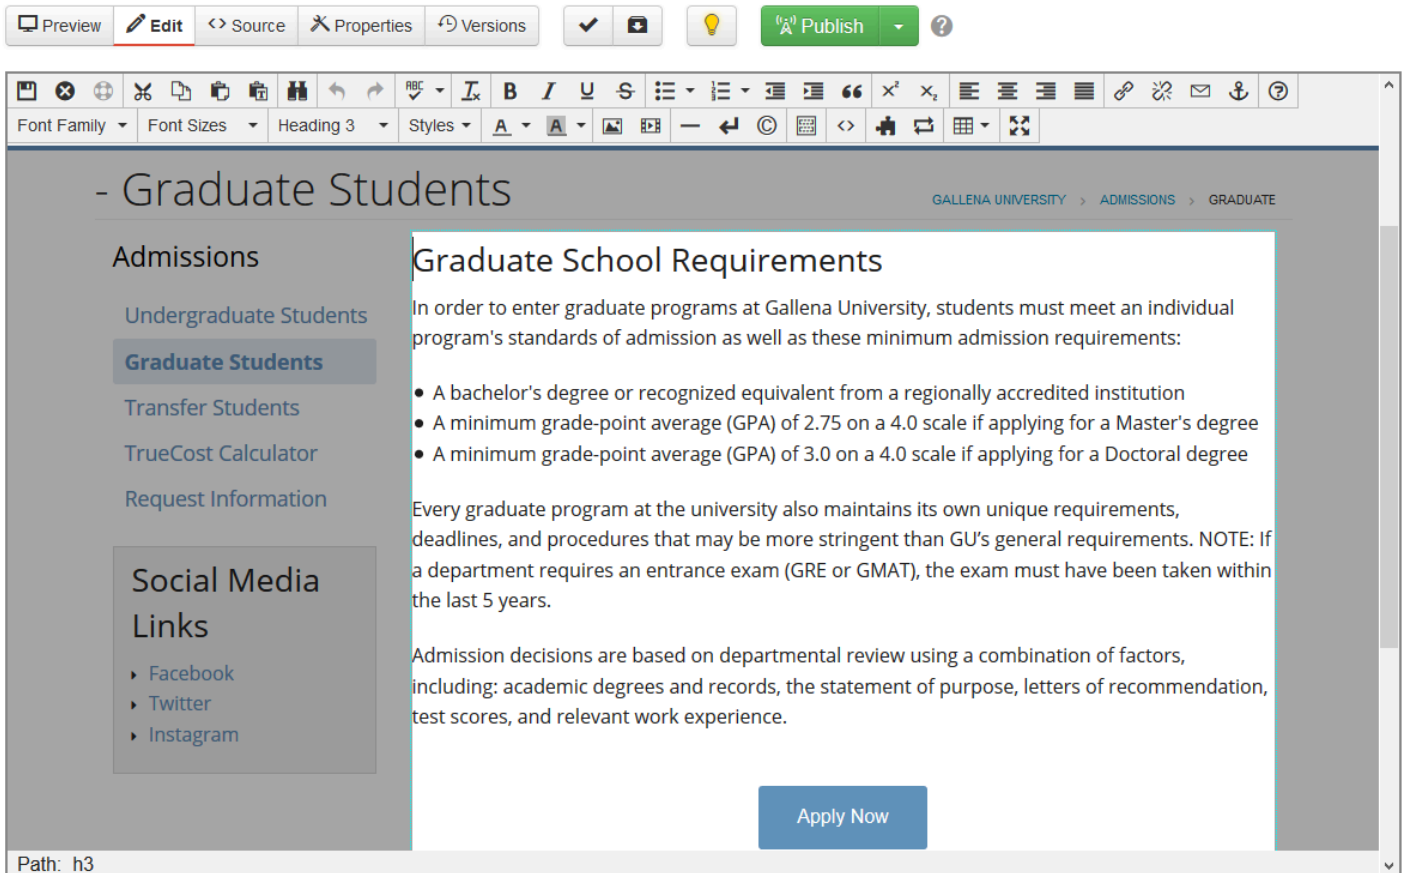 Preview Edit Source Properties Versions Publish
ABC
Font Family Font Sizes Heading 3 Styles A A
- Graduate Students
GALLENA UNIVERSITY > ADMISSIONS > GRADUATE
Admissions
Undergraduate Students
Graduate Students
Transfer Students
TrueCost Calculator
Request Information
Social Media
Links
Facebook
Twitter
Instagram
Graduate School Requirements
In order to enter graduate programs at Gallena University, students must meet an individual
program's standards of admission as well as these minimum admission requirements:
● A bachelor's degree or recognized equivalent from a regionally accredited institution
● A minimum grade-point average (GPA) of 2.75 on a 4.0 scale if applying for a Master's degree
● A minimum grade-point average (GPA) of 3.0 on a 4.0 scale if applying for a Doctoral degree
Every graduate program at the university also maintains its own unique requirements,
deadlines, and procedures that may be more stringent than GU’s general requirements. NOTE: If
a department requires an entrance exam (GRE or GMAT), the exam must have been taken within
the last 5 years.
Admission decisions are based on departmental review using a combination of factors,
including: academic degrees and records, the statement of purpose, letters of recommendation,
test scores, and relevant work experience.
Apply Now
Path: h3